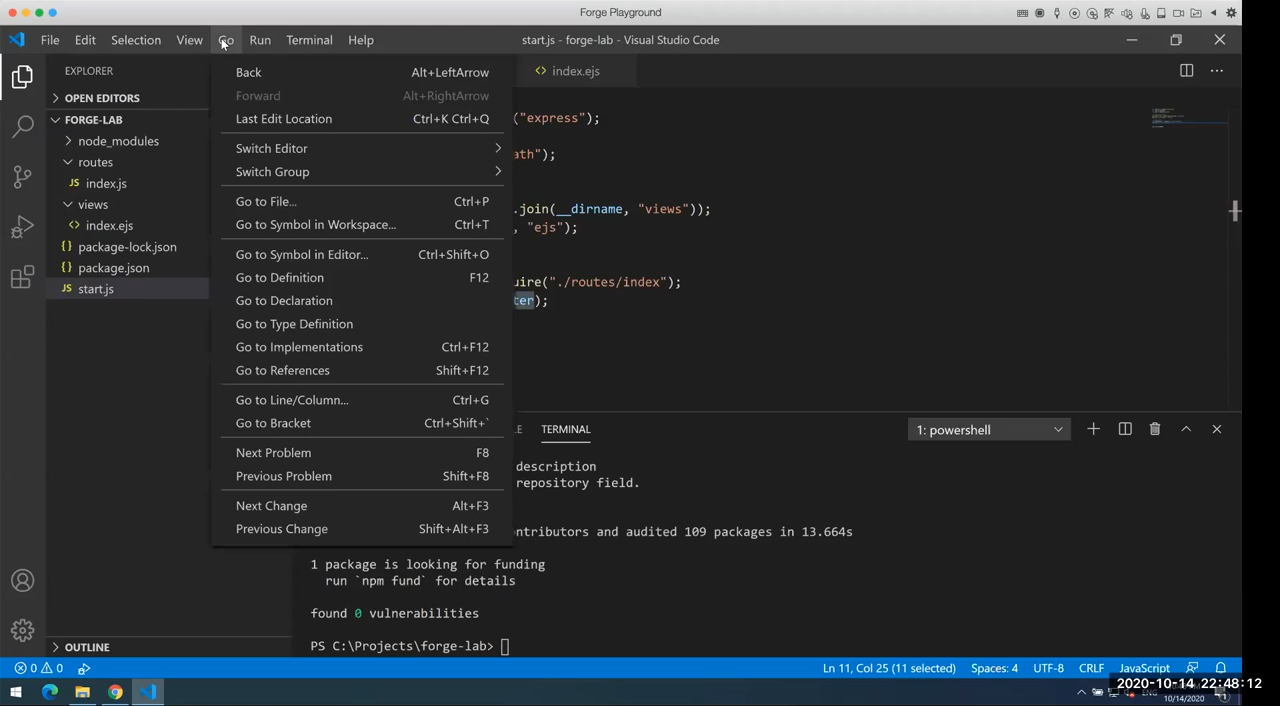 Forge Playground
File Edit Selection View Go Run Terminal Help
start.js - forge-lab - Visual Studio Code
EXPLORER
OPEN EDITORS
FORGE-LAB
node_modules
routes
JS index.js
views
<> index.ejs
{} package-lock.json
{} package.json
JS start.js
OUTLINE
Back Alt+LeftArrow
Forward Alt+RightArrow
Last Edit Location Ctrl+K Ctrl+Q
Switch Editor
Switch Group
Go to File... Ctrl+P
Go to Symbol in Workspace... Ctrl+T
Go to Symbol in Editor... Ctrl+Shift+O
Go to Definition F12
Go to Declaration
Go to Type Definition
Go to Implementations Ctrl+F12
Go to References Shift+F12
Go to Line/Column... Ctrl+G
Go to Bracket Ctrl+Shift+`
Next Problem F8
Previous Problem Shift+F8
Next Change Alt+F3
Previous Change Shift+Alt+F3
<> index.ejs
("express");
ath");
.join(__dirname, "views"));
, "ejs");
uire("./routes/index");
ter);
LE TERMINAL
1: powershell
description
repository field.
ntributors and audited 109 packages in 13.664s
1 package is looking for funding
run `npm fund` for details
found 0 vulnerabilities
PS C:\Projects\forge-lab>
0 0
Ln 11, Col 25 (11 selected) Spaces: 4 UTF-8 CRLF JavaScript
2020-10-14 22:48:12
ENG
10/14/2020